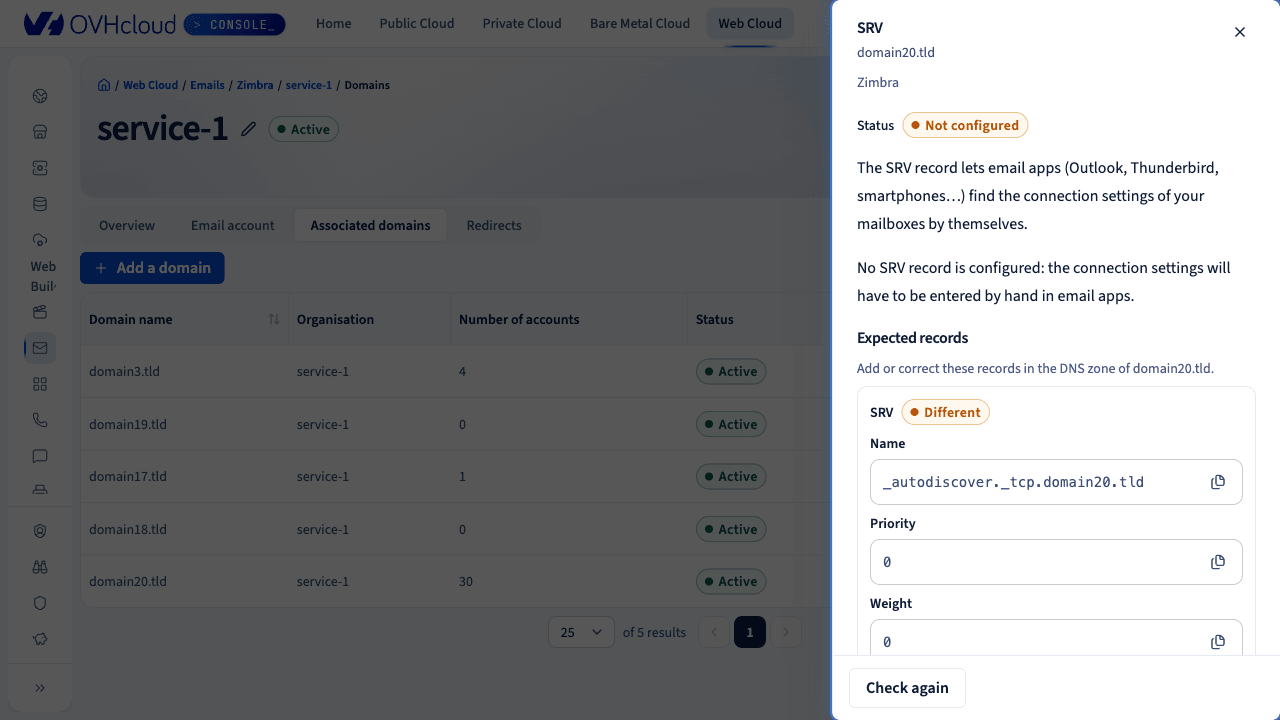 OVHcloud > CONSOLE_
Home
Public Cloud
Private Cloud
Bare Metal Cloud
Web Cloud
/ Web Cloud / Emails / Zimbra / service-1 / Domains
service-1
Active
Overview
Email account
Associated domains
Redirects
Web
Buil
+ Add a domain
Domain name
Organisation
Number of accounts
Status
domain3.tld
service-1
4
Active
domain19.tld
service-1
0
Active
domain17.tld
service-1
1
Active
domain18.tld
service-1
0
Active
domain20.tld
service-1
30
Active
25
of 5 results
1
SRV
domain20.tld
Zimbra
Status
Not configured
The SRV record lets email apps (Outlook, Thunderbird,
smartphones…) find the connection settings of your
mailboxes by themselves.
No SRV record is configured: the connection settings will
have to be entered by hand in email apps.
Expected records
Add or correct these records in the DNS zone of domain20.tld.
SRV
Different
Name
_autodiscover._tcp.domain20.tld
Priority
0
Weight
0
Check again